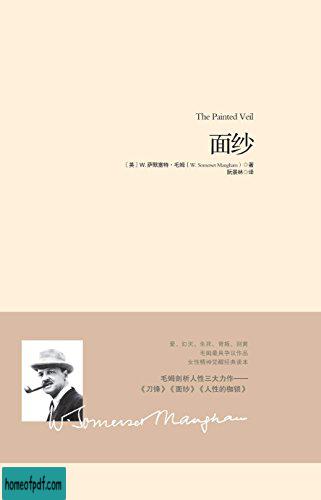 The Painted Veil
面纱
［英］W.萨默塞特·毛姆（W. Somerset Maugham）◎著
阮景林◎译
爱、幻灭、生死、背叛、别离
毛姆最具争议作品
女性精神觉醒经典读本
毛姆剖析人性三大力作——
《刀锋》《面纱》《人性的枷锁》
W. Somerset Maugham
homeofpdf.com